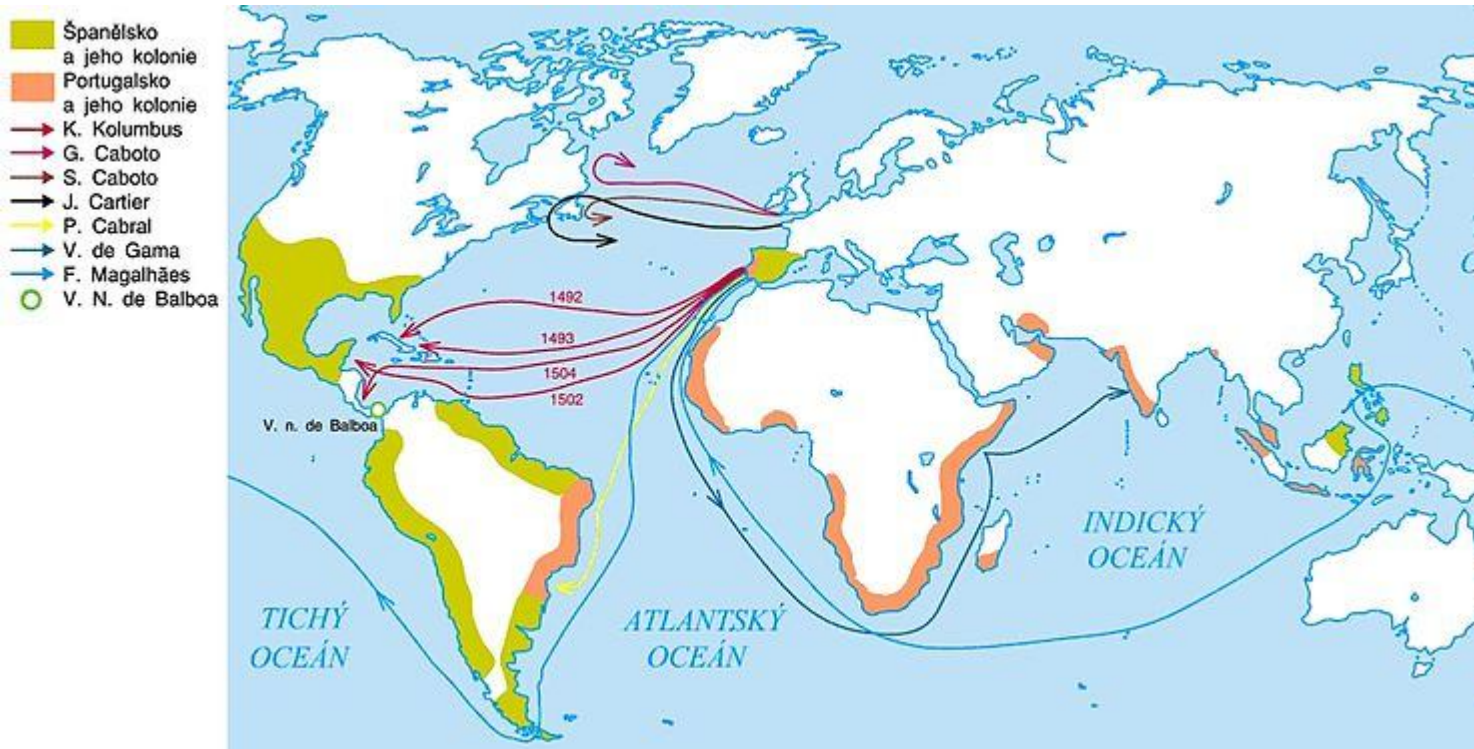 Španělsko
a jeho kolonie
Portugalsko
a jeho kolonie
K. Kolumbus
G. Caboto
S. Caboto
J. Cartier
P. Cabral
V. de Gama
F. Magalhães
V. N. de Balboa
1492
1493
1504
1502
V. n. de Balboa
INDICKÝ
OCEÁN
TICHÝ
OCEÁN
ATLANTSKÝ
OCEÁN